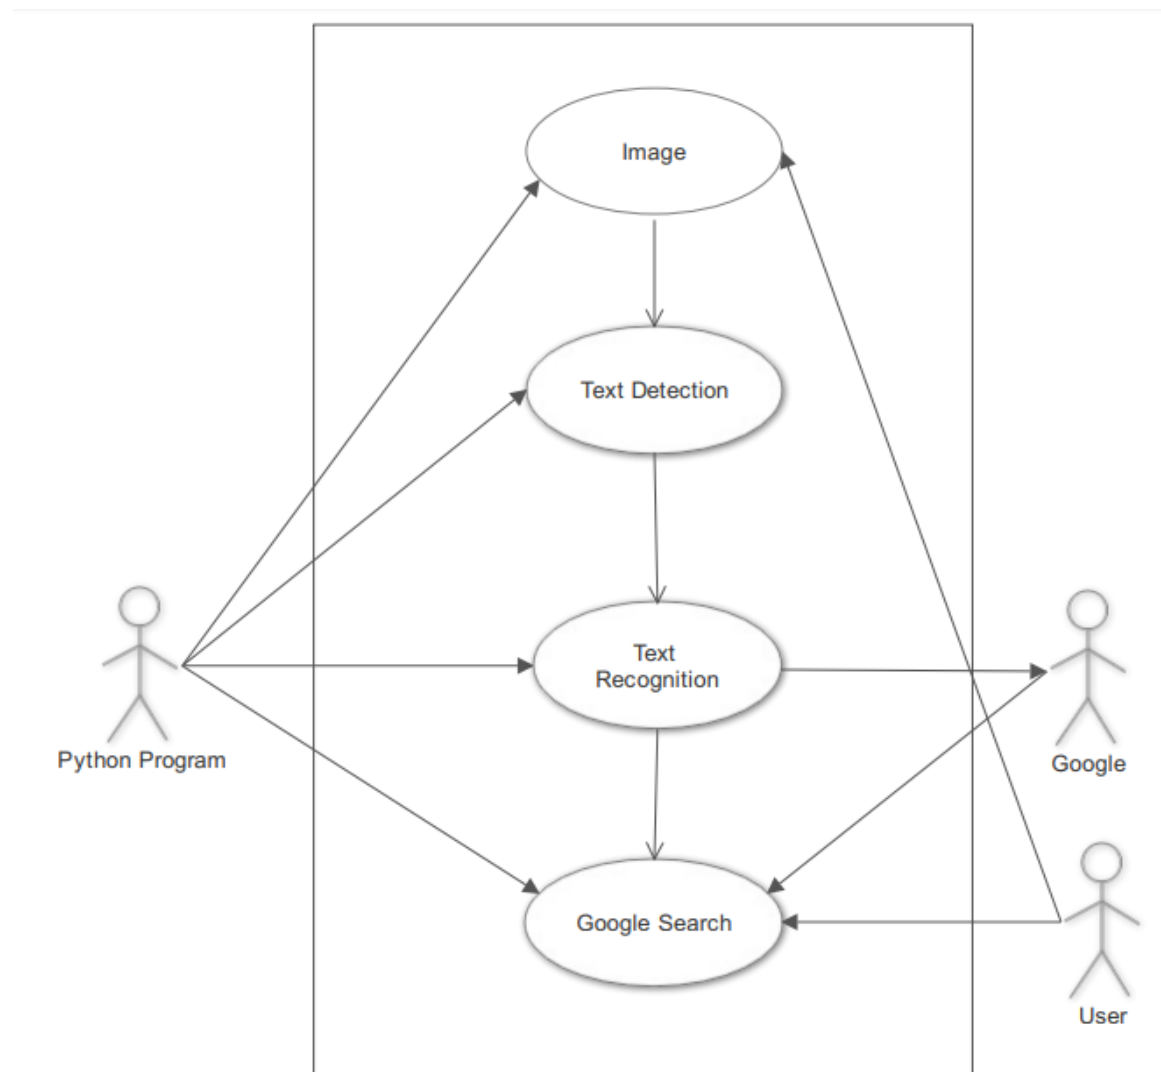 Image
Text Detection
Text
Recognition
Python Program
Google
Google Search
User